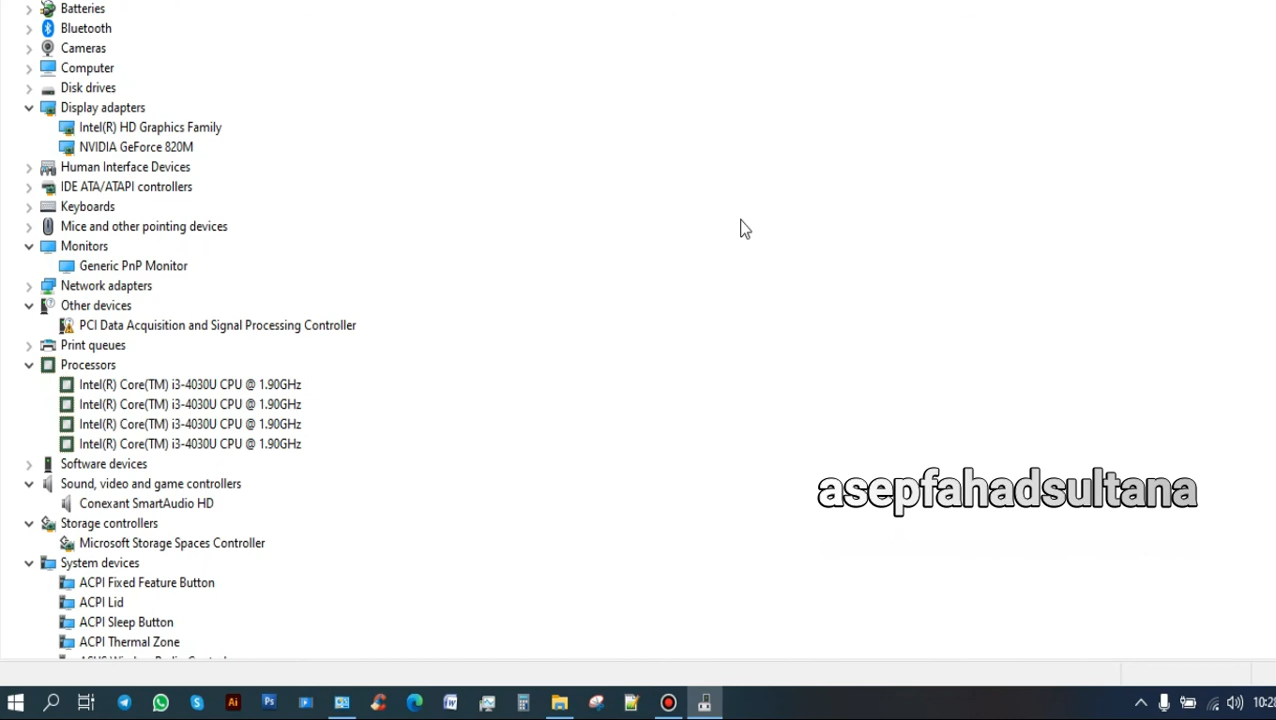 Batteries
Bluetooth
Cameras
Computer
Disk drives
Display adapters
Intel(R) HD Graphics Family
NVIDIA GeForce 820M
Human Interface Devices
IDE ATA/ATAPI controllers
Keyboards
Mice and other pointing devices
Monitors
Generic PnP Monitor
Network adapters
Other devices
PCI Data Acquisition and Signal Processing Controller
Print queues
Processors
Intel(R) Core(TM) i3-4030U CPU @ 1.90GHz
Intel(R) Core(TM) i3-4030U CPU @ 1.90GHz
Intel(R) Core(TM) i3-4030U CPU @ 1.90GHz
Intel(R) Core(TM) i3-4030U CPU @ 1.90GHz
Software devices
Sound, video and game controllers
Conexant SmartAudio HD
Storage controllers
Microsoft Storage Spaces Controller
System devices
ACPI Fixed Feature Button
ACPI Lid
ACPI Sleep Button
ACPI Thermal Zone
asepfahadsultana
Ai
Ps